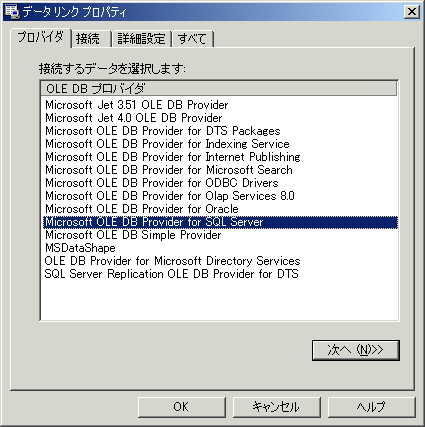 データ リンク プロパティ
プロバイダ 接続 詳細設定 すべて
接続するデータを選択します:
OLE DB プロバイダ
Microsoft Jet 3.51 OLE DB Provider
Microsoft Jet 4.0 OLE DB Provider
Microsoft OLE DB Provider for DTS Packages
Microsoft OLE DB Provider for Indexing Service
Microsoft OLE DB Provider for Internet Publishing
Microsoft OLE DB Provider for Microsoft Search
Microsoft OLE DB Provider for ODBC Drivers
Microsoft OLE DB Provider for Olap Services 8.0
Microsoft OLE DB Provider for Oracle
Microsoft OLE DB Provider for SQL Server
Microsoft OLE DB Simple Provider
MSDataShape
OLE DB Provider for Microsoft Directory Services
SQL Server Replication OLE DB Provider for DTS
次へ (N)>>
OK キャンセル ヘルプ